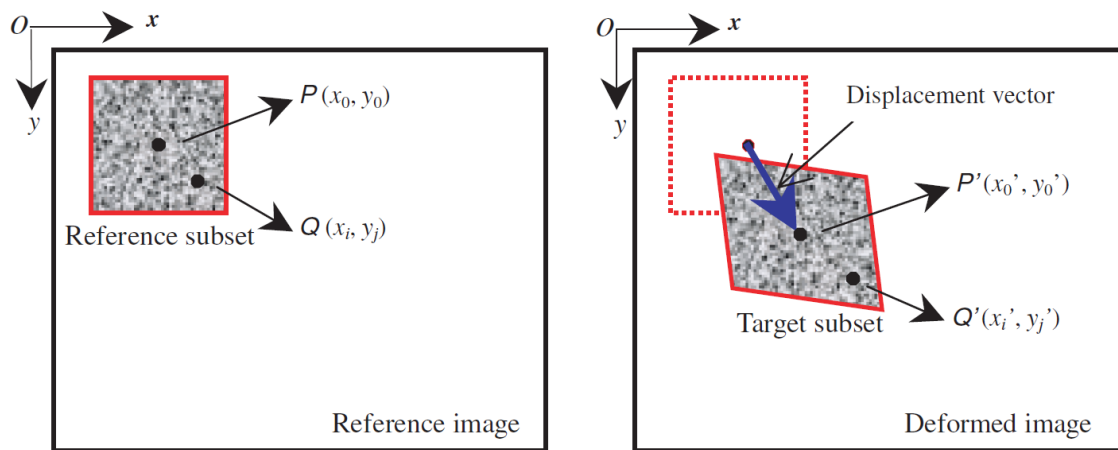 O x
y
P (x₀, y₀)
Q (xᵢ, yⱼ)
Reference subset
Reference image
O x
y
Displacement vector
P’(x₀’, y₀’)
Q’(xᵢ’, yⱼ’)
Target subset
Deformed image